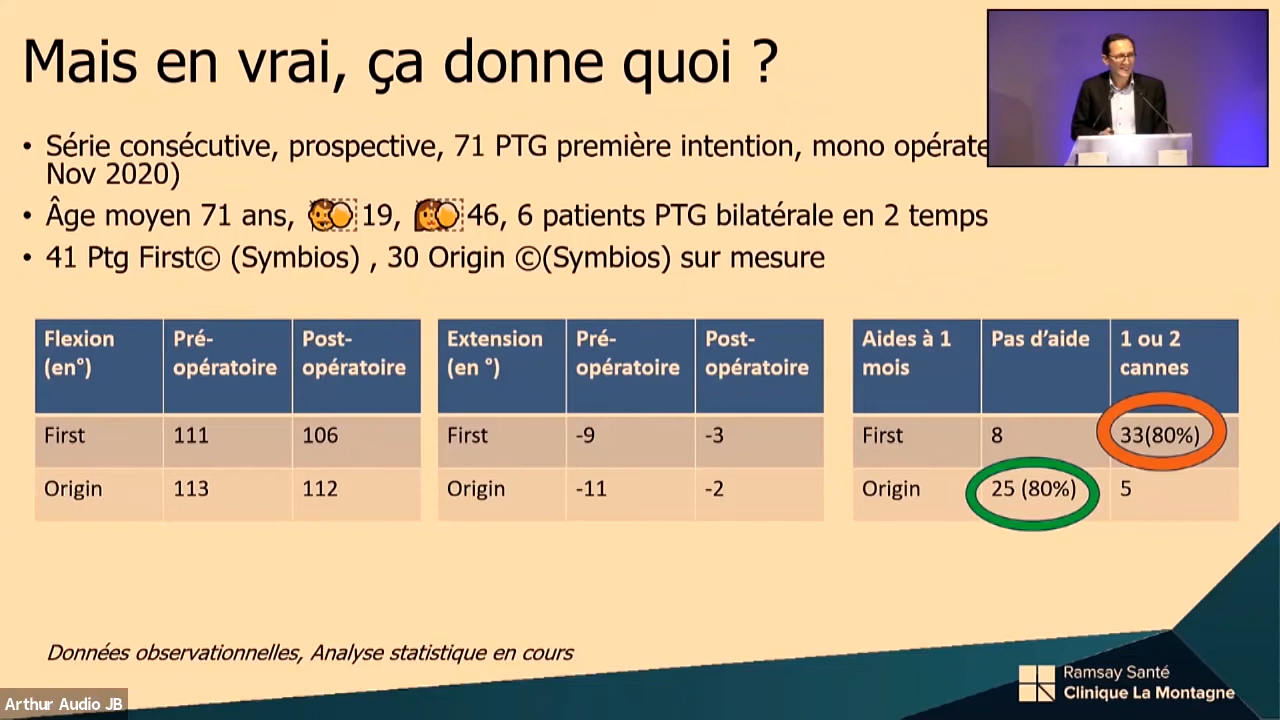 Mais en vrai, ça donne quoi ?
• Série consécutive, prospective, 71 PTG première intention, mono
Nov 2020)
• Âge moyen 71 ans, 19, 46, 6 patients PTG bilatérale en 2 temps
• 41 Ptg First© (Symbios) , 30 Origin ©(Symbios) sur mesure
Flexion (en°) Pré-opératoire Post-opératoire
First 111 106
Origin 113 112
Extension (en °) Pré-opératoire Post-opératoire
First -9 -3
Origin -11 -2
Aides à 1 mois Pas d'aide 1 ou 2 cannes
First 8 33(80%)
Origin 25 (80%) 5
Données observationnelles, Analyse statistique en cours
Ramsay Santé
Clinique La Montagne
Arthur Audio JB